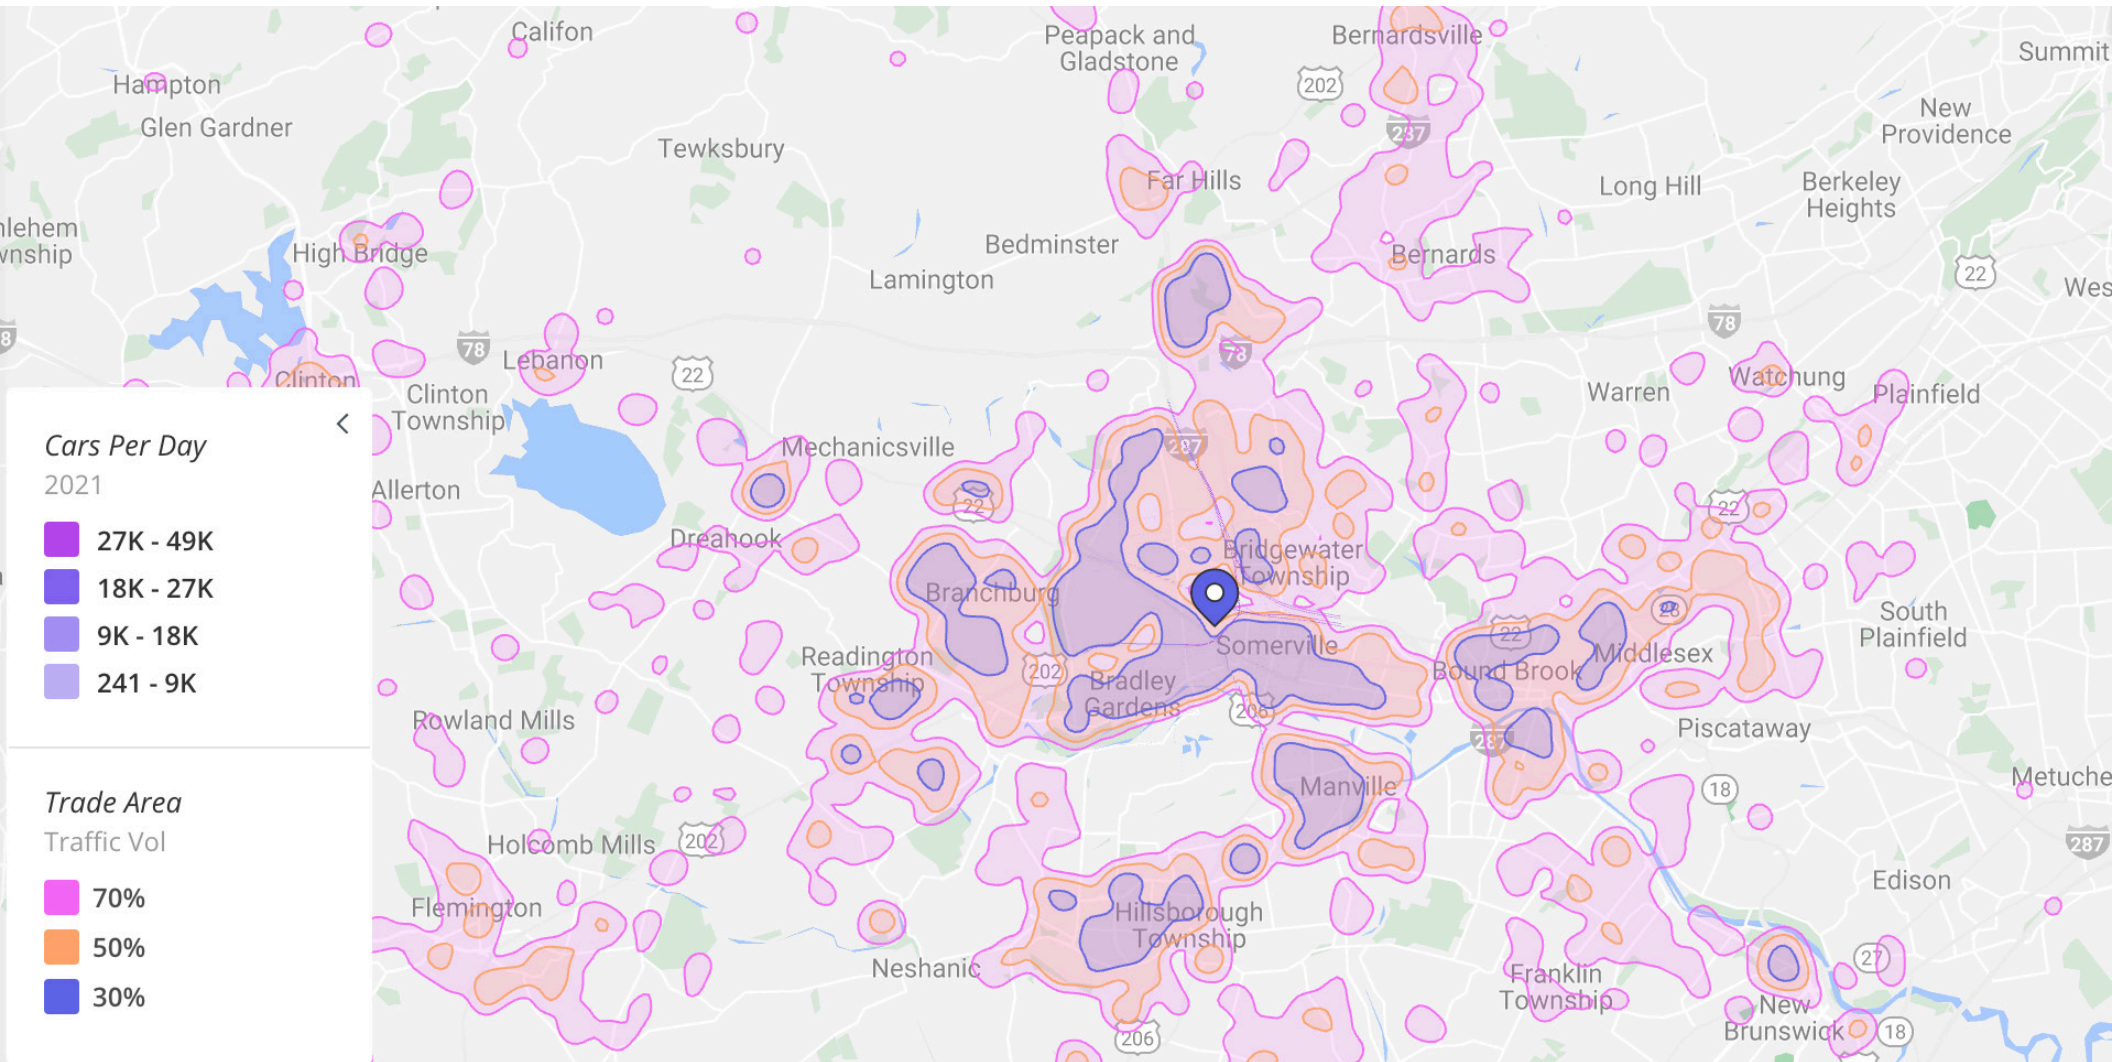 Califon
Peapack and
Gladstone
Bernardsville
Summit
Hampton
202
Glen Gardner
New
Providence
287
Tewksbury
Far Hills
Long Hill
Berkeley
Heights
Bedminster
Bernards
High Bridge
Lamington
22
78
78
78
Lebanon
22
Clinton
Clinton
Township
Warren
Watchung
Plainfield
Mechanicsville
287
Allerton
22
22
Dreahook
Bridgewater
Township
Branchburg
28
South
Plainfield
22
Somerville
Middlesex
Readington
Township
202
Bound Brook
Bradley
Gardens
206
Rowland Mills
Piscataway
287
Manville
18
Holcomb Mills
202
287
Edison
Flemington
Hillsborough
Township
Neshanic
Franklin
Township
27
New
Brunswick
18
206
Cars Per Day
2021
27K - 49K
18K - 27K
9K - 18K
241 - 9K
Trade Area
Traffic Vol
70%
50%
30%